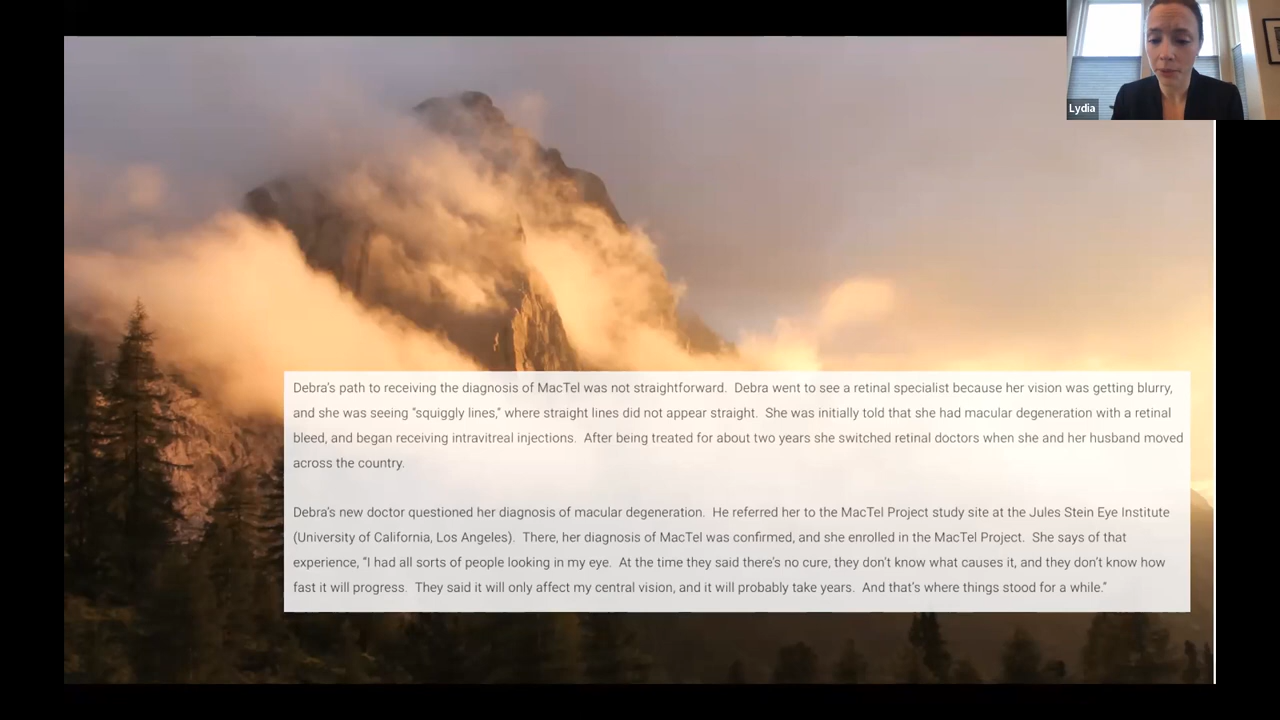 Lydia
Debra’s path to receiving the diagnosis of MacTel was not straightforward.  Debra went to see a retinal specialist because her vision was getting blurry,
and she was seeing “squiggly lines,” where straight lines did not appear straight.  She was initially told that she had macular degeneration with a retinal
bleed, and began receiving intravitreal injections.  After being treated for about two years she switched retinal doctors when she and her husband moved
across the country.
Debra’s new doctor questioned her diagnosis of macular degeneration.  He referred her to the MacTel Project study site at the Jules Stein Eye Institute
(University of California, Los Angeles).  There, her diagnosis of MacTel was confirmed, and she enrolled in the MacTel Project.  She says of that
experience, “I had all sorts of people looking in my eye.  At the time they said there’s no cure, they don’t know what causes it, and they don’t know how
fast it will progress.  They said it will only affect my central vision, and it will probably take years.  And that’s where things stood for a while.”